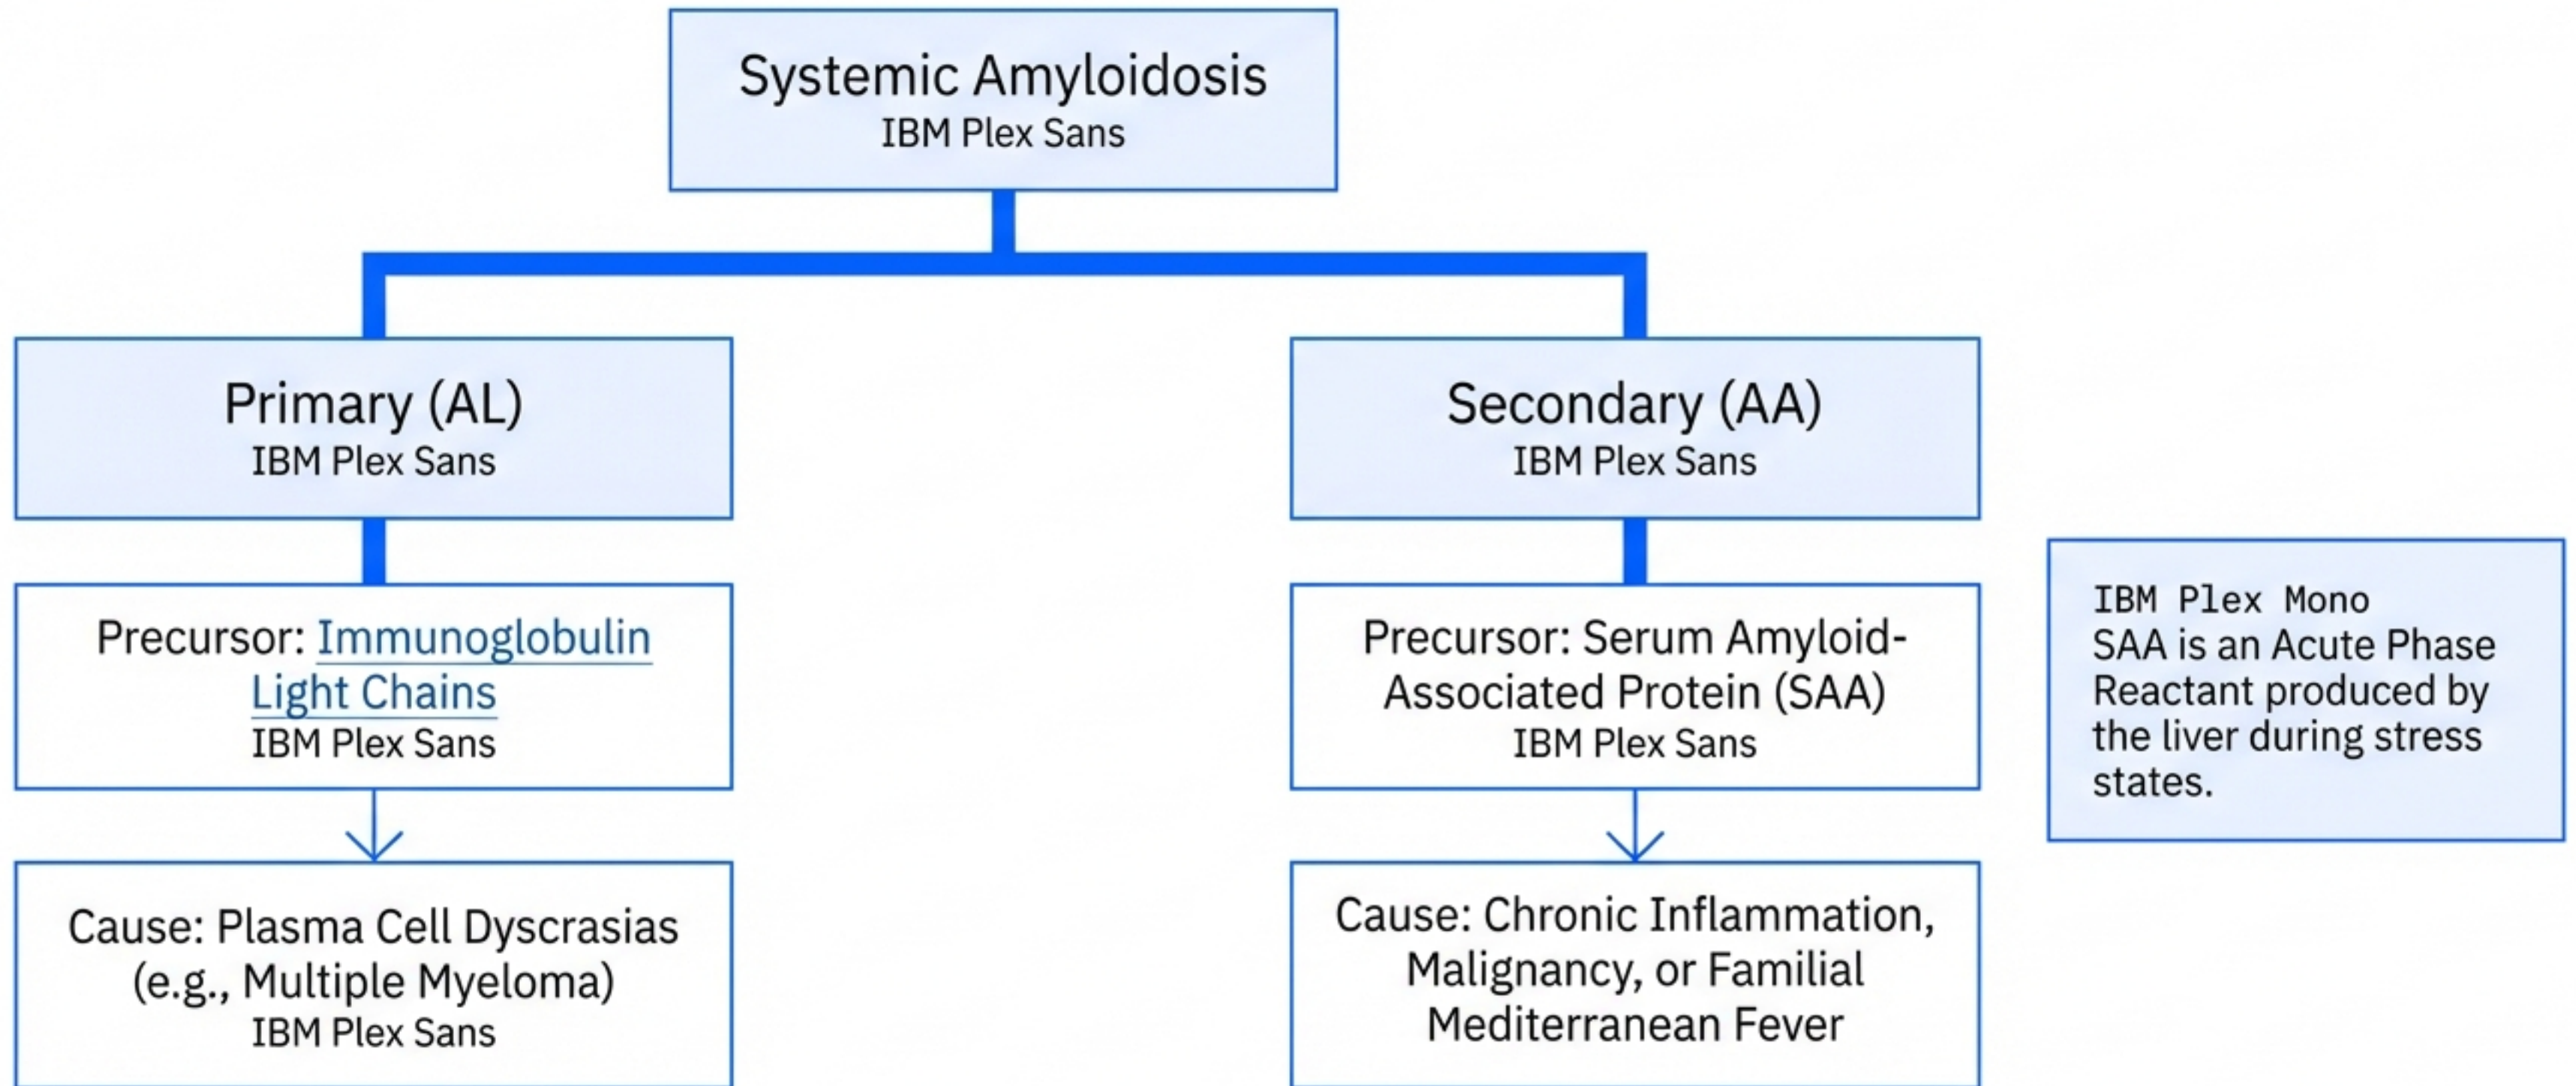 Systemic Amyloidosis
IBM Plex Sans
Primary (AL)
IBM Plex Sans
Secondary (AA)
IBM Plex Sans
Precursor: Immunoglobulin
Light Chains
IBM Plex Sans
Precursor: Serum Amyloid-
Associated Protein (SAA)
IBM Plex Sans
IBM Plex Mono
SAA is an Acute Phase
Reactant produced by
the liver during stress
states.
Cause: Plasma Cell Dyscrasias
(e.g., Multiple Myeloma)
IBM Plex Sans
Cause: Chronic Inflammation,
Malignancy, or Familial
Mediterranean Fever